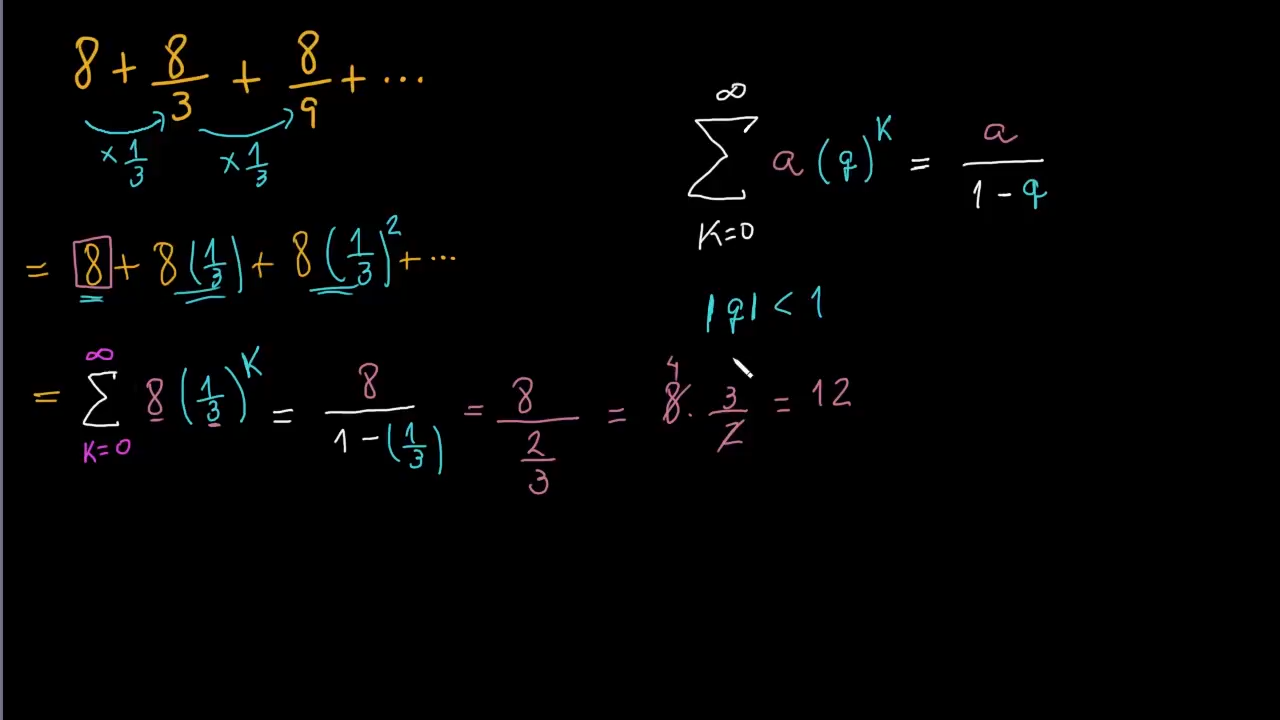 8 + 8/3 + 8/9 + ...
× 1/3 × 1/3
= 8 + 8(1/3) + 8(1/3)² + ...
∞
∑ 8(1/3)^K = 8/(1-(1/3)) = 8/(2/3) = 8 · 3/2 = 12
4
K=0
∞
∑ a(q)^K = a/(1-q)
K=0
|q| < 1